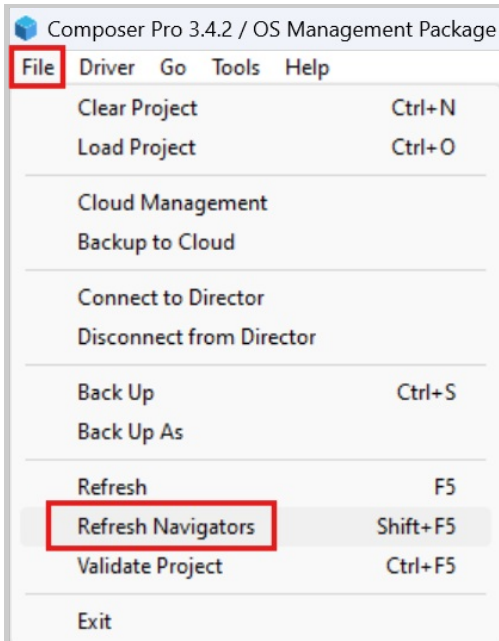 Composer Pro 3.4.2 / OS Management Package
File Driver Go Tools Help
Clear Project Ctrl+N
Load Project Ctrl+O
Cloud Management
Backup to Cloud
Connect to Director
Disconnect from Director
Back Up Ctrl+S
Back Up As
Refresh F5
Refresh Navigators Shift+F5
Validate Project Ctrl+F5
Exit